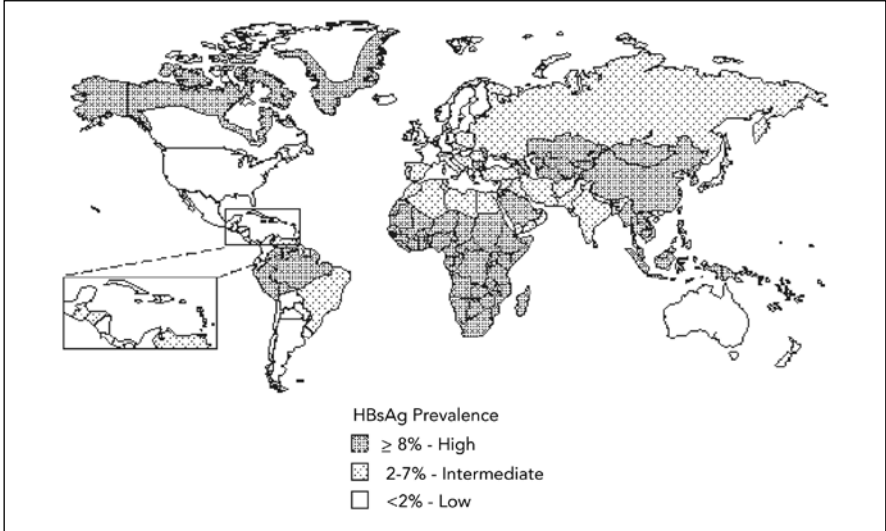 HBsAg Prevalence
≥ 8% - High
2-7% - Intermediate
<2% - Low